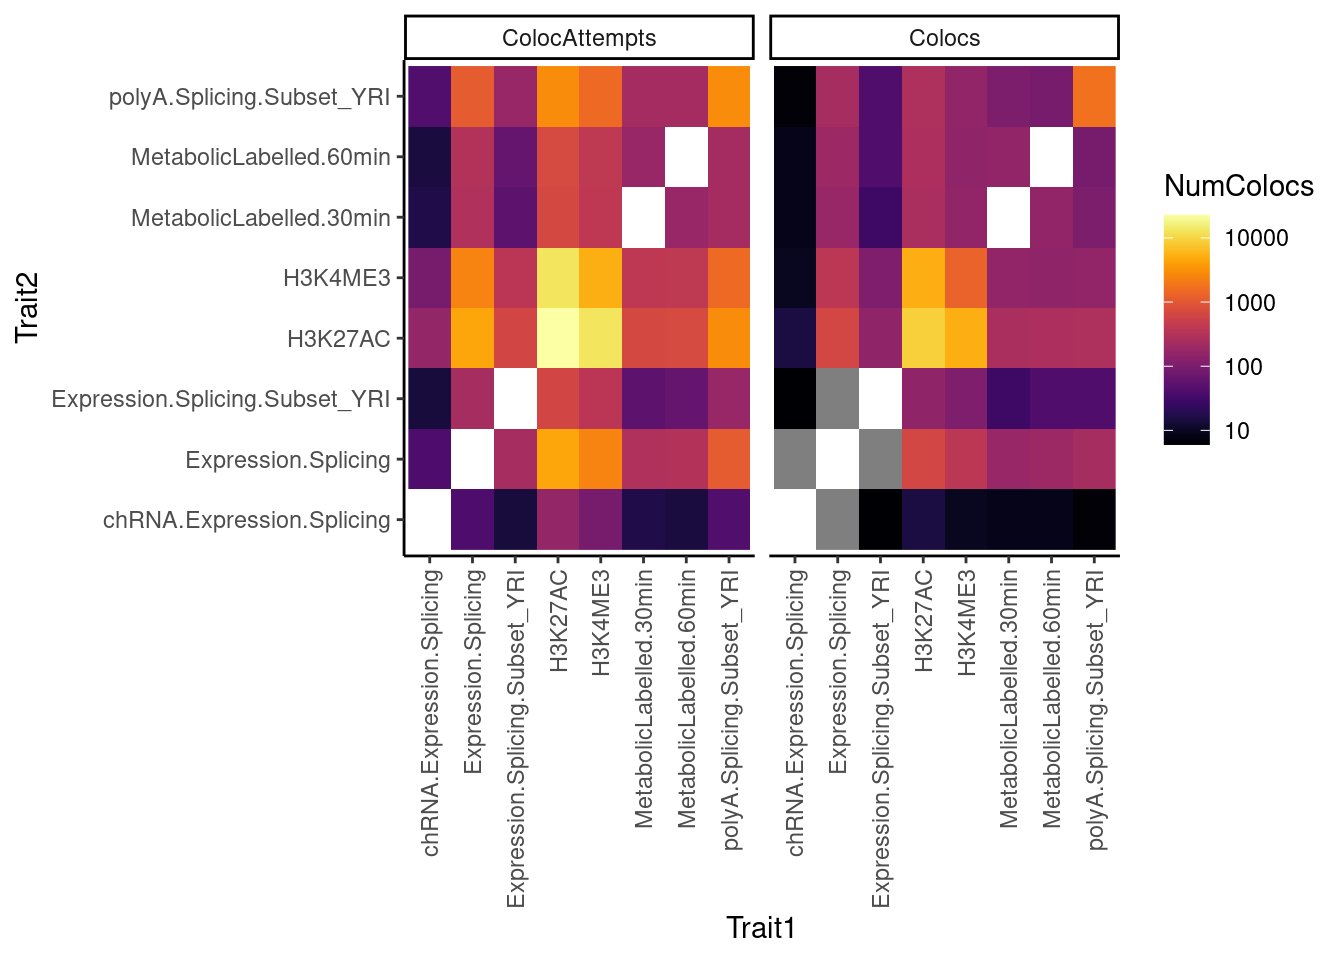 ColocAttempts
Colocs
polyA.Splicing.Subset_YRI
MetabolicLabelled.60min
MetabolicLabelled.30min
H3K4ME3
H3K27AC
Expression.Splicing.Subset_YRI
Expression.Splicing
chRNA.Expression.Splicing
Trait2
NumColocs
10000
1000
100
10
chRNA.Expression.Splicing
Expression.Splicing
Expression.Splicing.Subset_YRI
H3K27AC
H3K4ME3
MetabolicLabelled.30min
MetabolicLabelled.60min
polyA.Splicing.Subset_YRI
chRNA.Expression.Splicing
Expression.Splicing
Expression.Splicing.Subset_YRI
H3K27AC
H3K4ME3
MetabolicLabelled.30min
MetabolicLabelled.60min
polyA.Splicing.Subset_YRI
Trait1